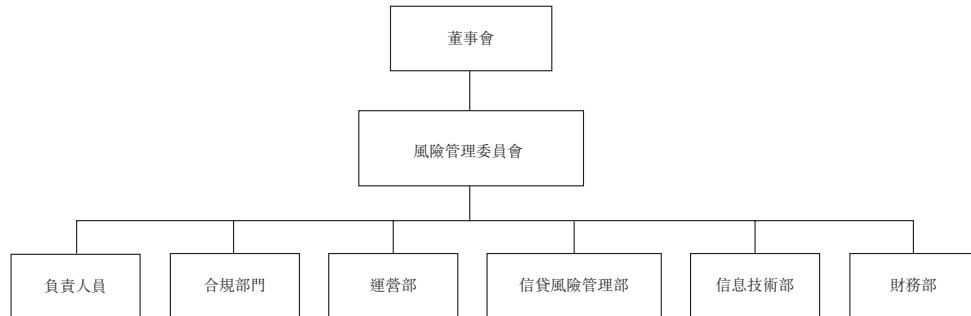 董事會
風險管理委員會
負責人員
合規部門
運營部
信貸風險管理部
信息技術部
財務部